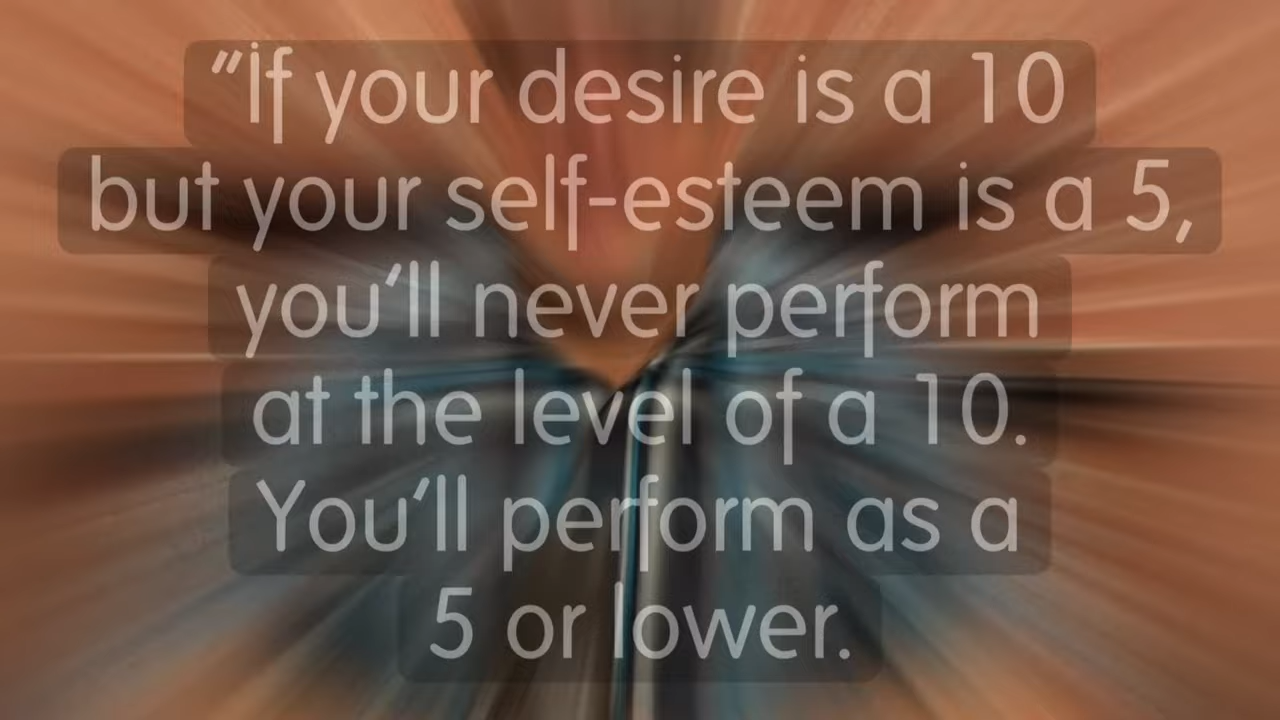 “If your desire is a 10
but your self-esteem is a 5,
you’ll never perform
at the level of a 10.
You’ll perform as a
5 or lower.